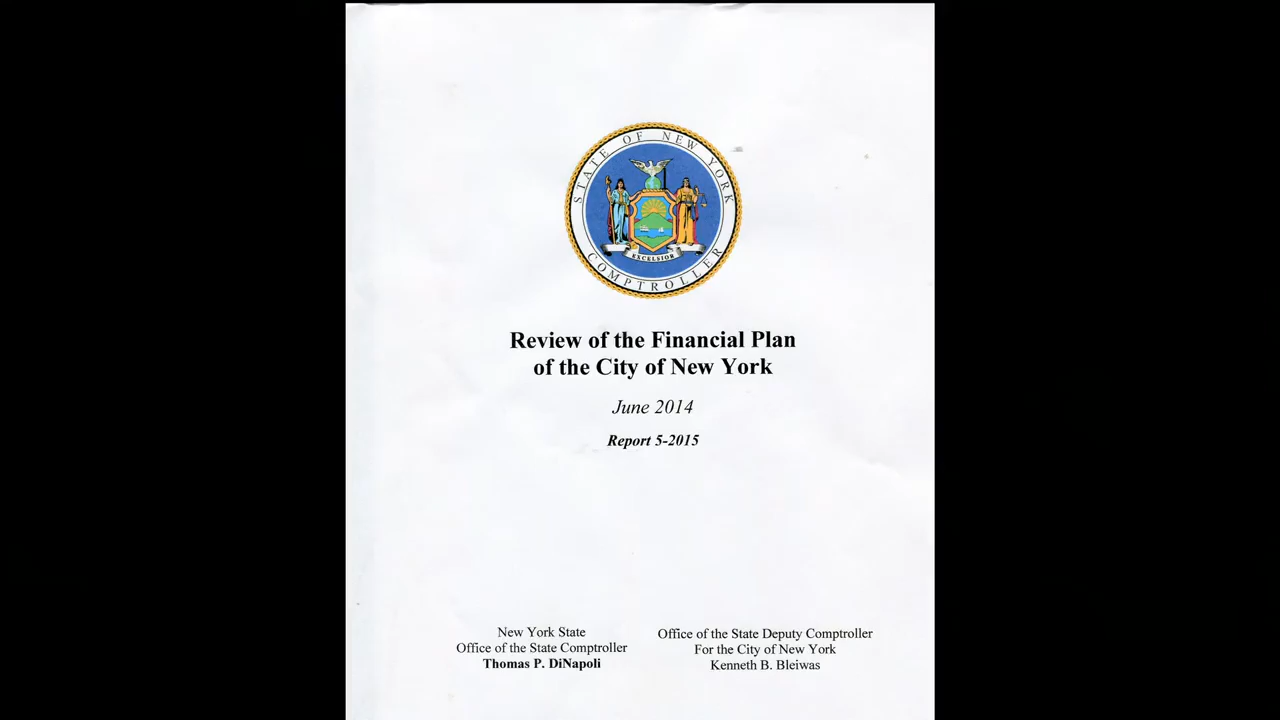 STATE OF NEW YORK
EXCELSIOR
COMPTROLLER
Review of the Financial Plan
of the City of New York
June 2014
Report 5-2015
New York State
Office of the State Comptroller
Thomas P. DiNapoli
Office of the State Deputy Comptroller
For the City of New York
Kenneth B. Bleiwas